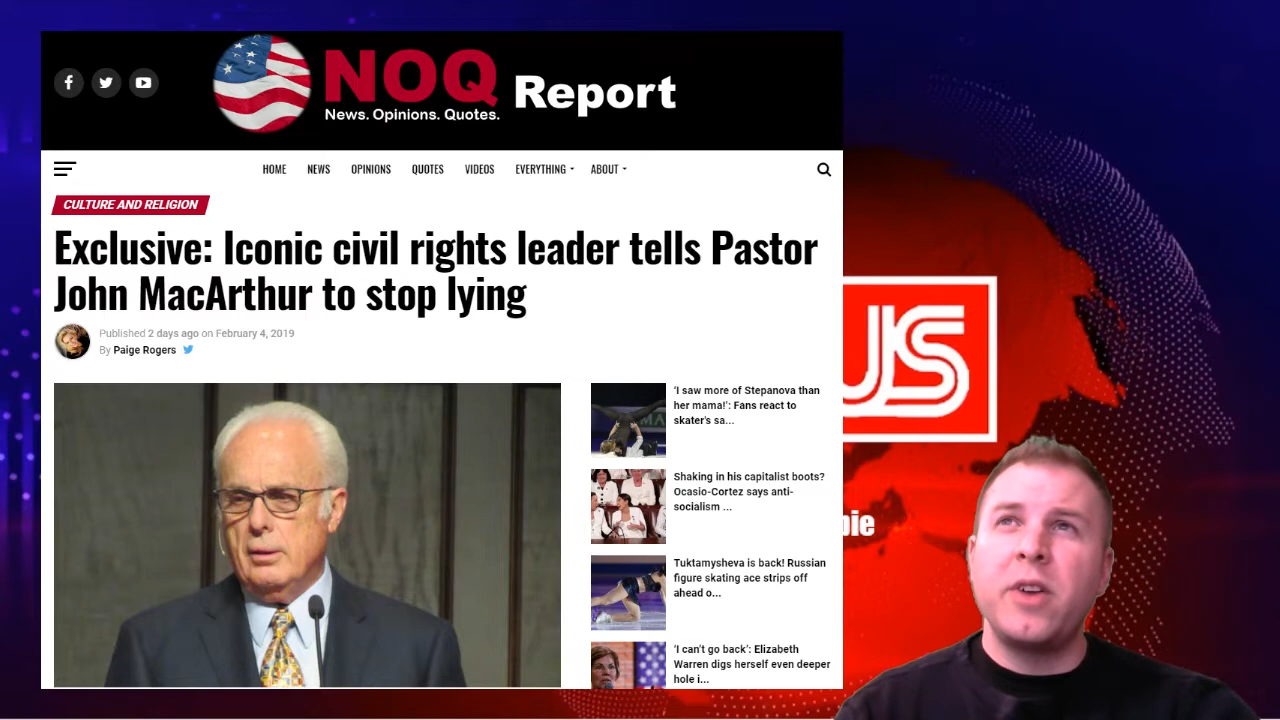 NOQ Report
News. Opinions. Quotes.
HOME NEWS OPINIONS QUOTES VIDEOS EVERYTHING ABOUT
CULTURE AND RELIGION
Exclusive: Iconic civil rights leader tells Pastor
John MacArthur to stop lying
Published 2 days ago on February 4, 2019
By Paige Rogers
'I saw more of Stepanova than
her mama!': Fans react to
skater's sa...
Shaking in his capitalist boots?
Ocasio-Cortez says anti-
socialism ...
Tuktamysheva is back! Russian
figure skating ace strips off
ahead o...
'I can't go back': Elizabeth
Warren digs herself even deeper
hole i...